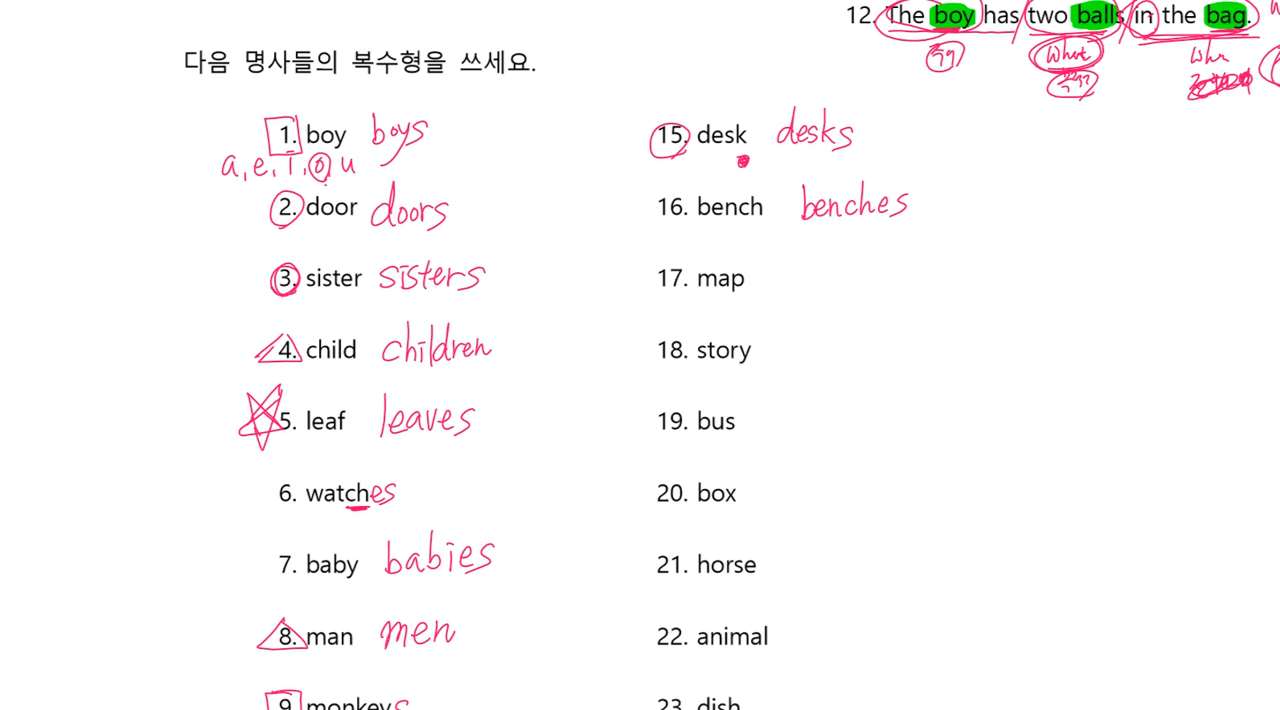 12. The boy has two balls in the bag.
what
다음 명사들의 복수형을 쓰세요.
1. boy boys
a, e, i, o, u
2. door doors
3. sister sisters
4. child children
5. leaf leaves
6. watches
7. baby babies
8. man men
9. monkeys
15. desk desks
16. bench benches
17. map
18. story
19. bus
20. box
21. horse
22. animal
23. dish